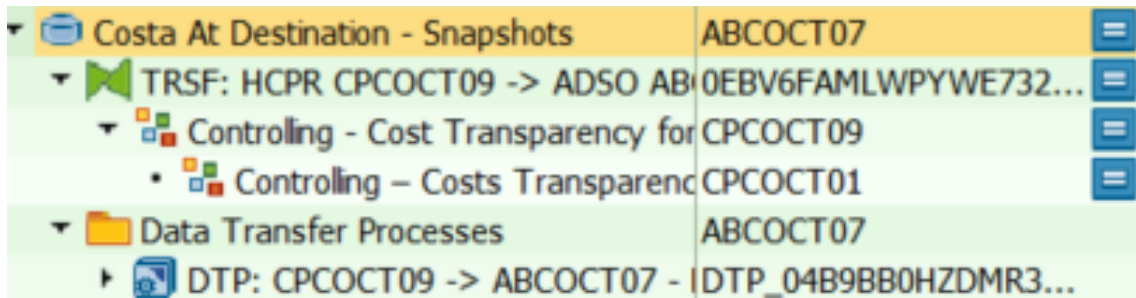 Costa At Destination - Snapshots ABCOCT07
TRSF: HCPR CPCOCT09 -> ADSO AB 0EBV6FAMLWPYWE732...
Controlling - Cost Transparency for CPCOCT09
Controlling – Costs Transparenc CPCOCT01
Data Transfer Processes ABCOCT07
DTP: CPCOCT09 -> ABCOCT07 - DTP_04B9BB0HZDMR3...